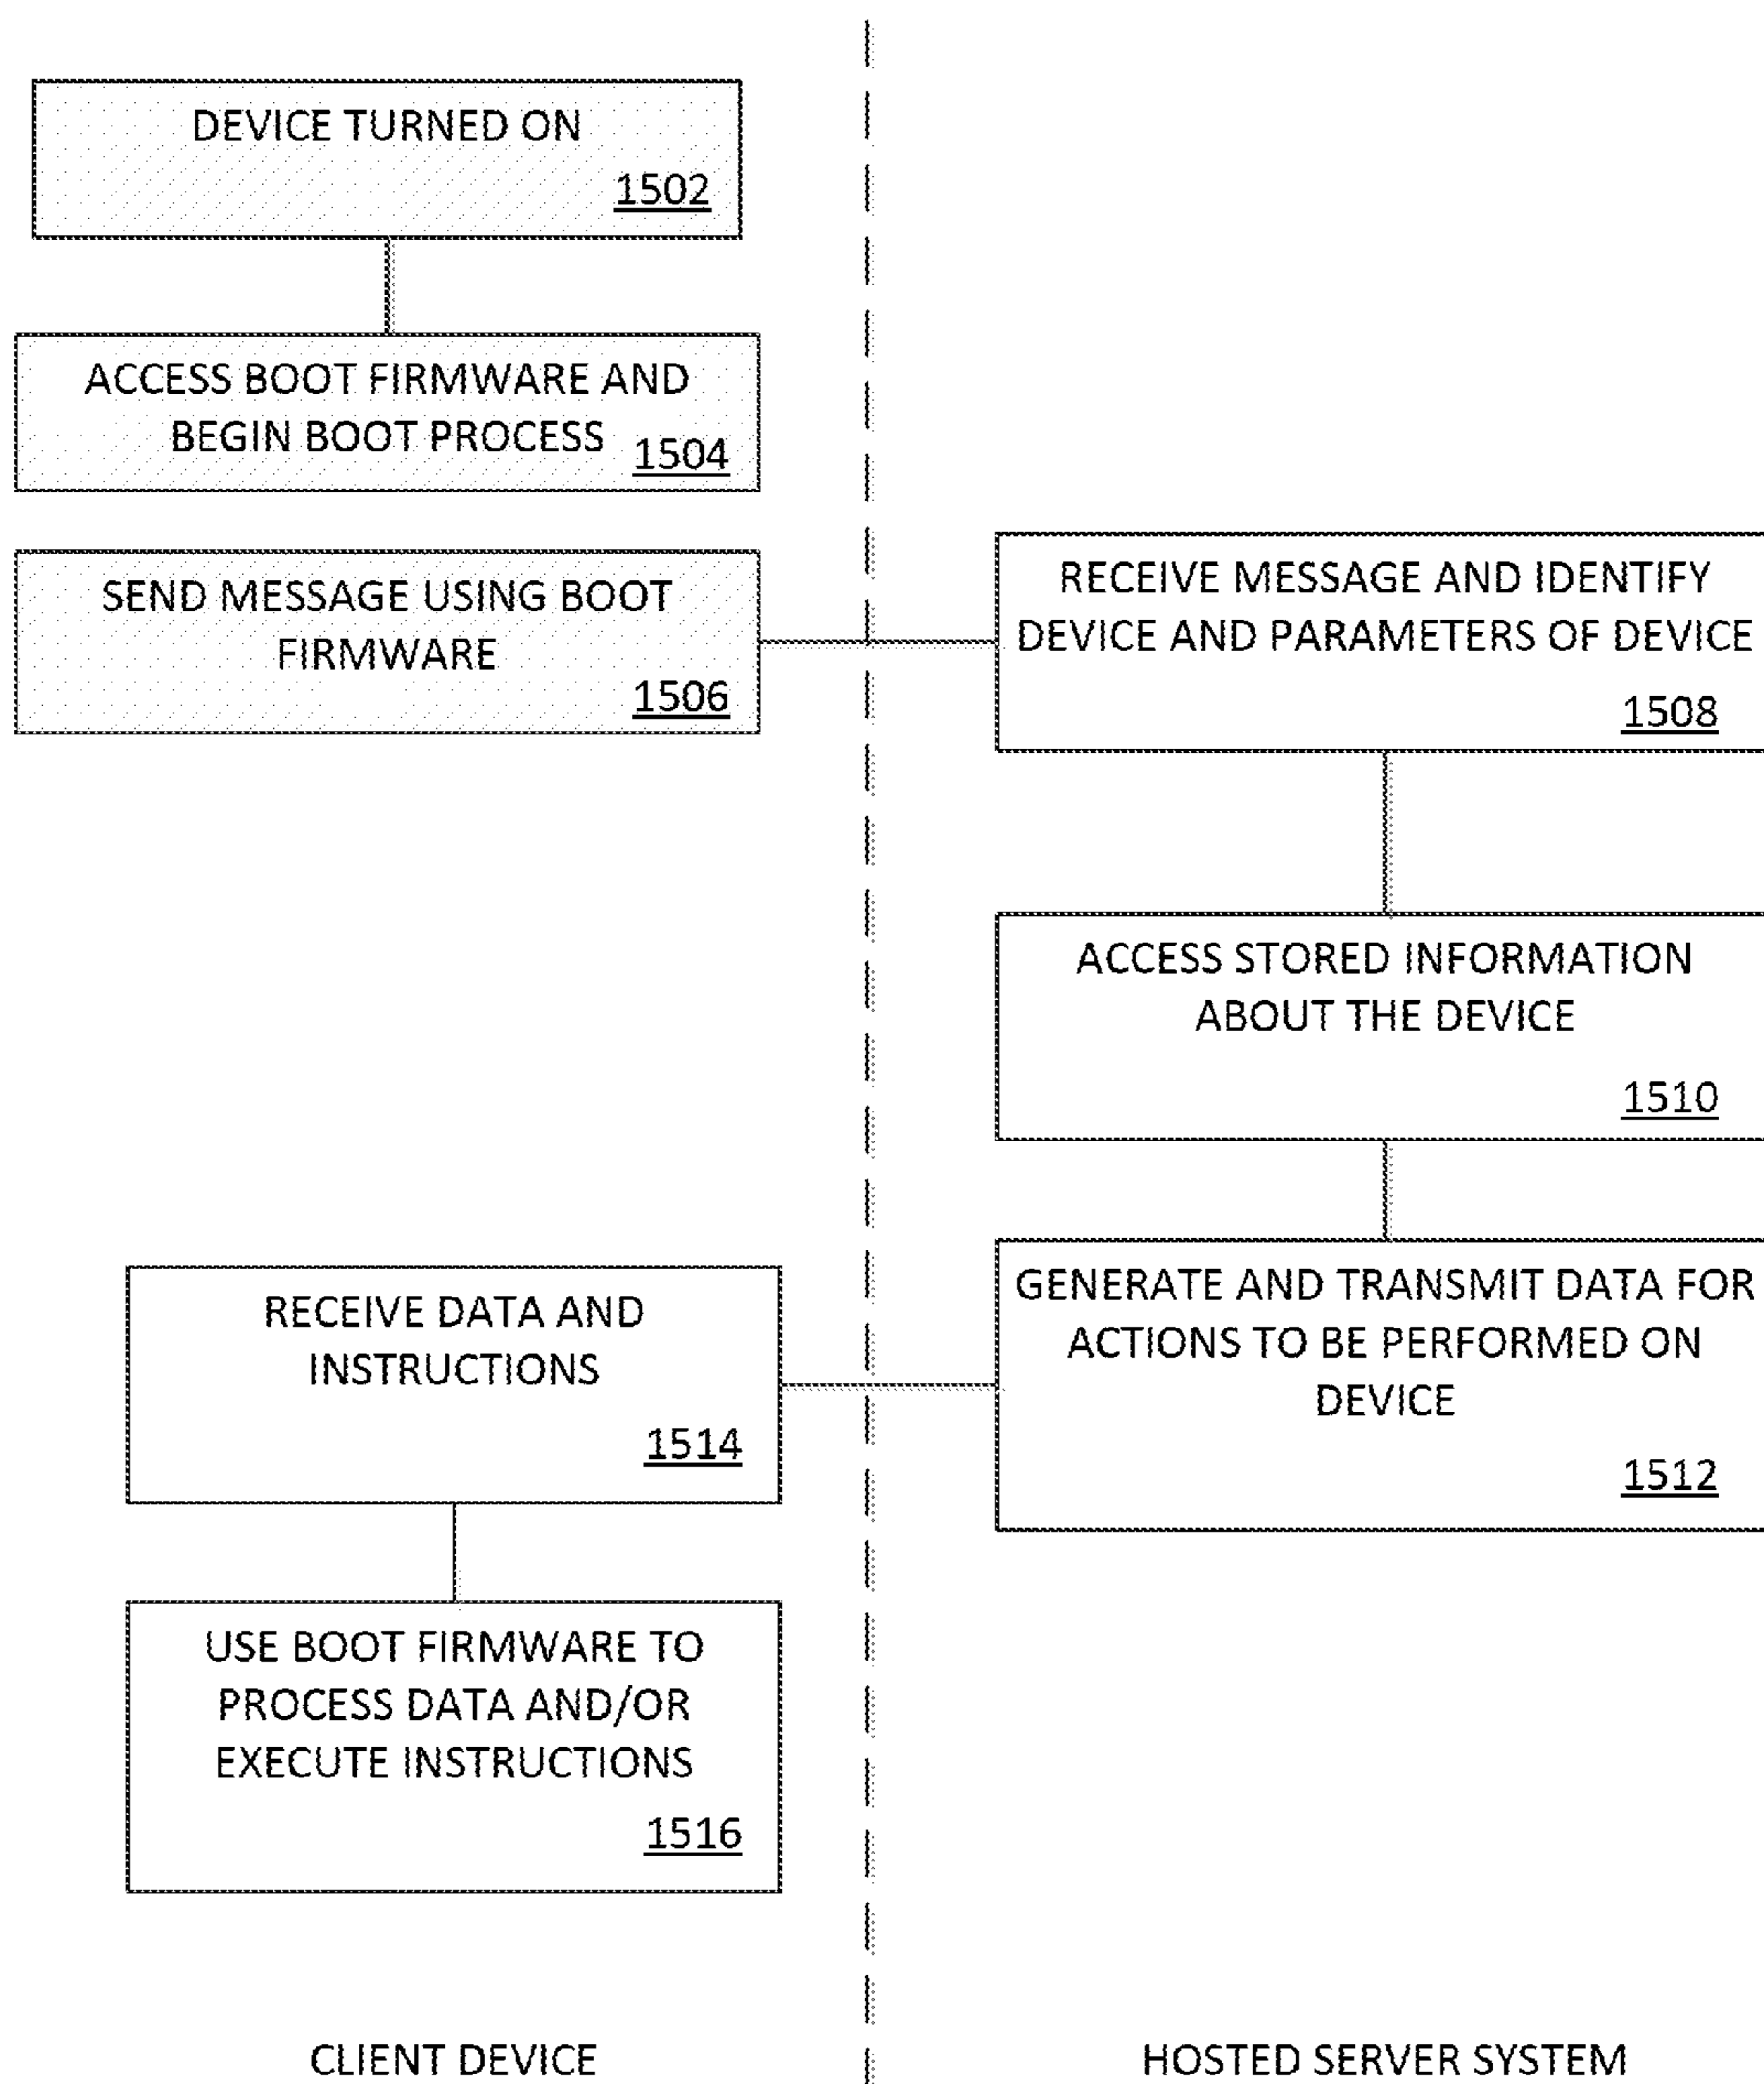 DEVICE TURNED ON
1502
ACCESS BOOT FIRMWARE AND
BEGIN BOOT PROCESS
1504
SEND MESSAGE USING BOOT
FIRMWARE
1506
RECEIVE MESSAGE AND IDENTIFY
DEVICE AND PARAMETERS OF DEVICE
1508
ACCESS STORED INFORMATION
ABOUT THE DEVICE
1510
GENERATE AND TRANSMIT DATA FOR
ACTIONS TO BE PERFORMED ON
DEVICE
1512
RECEIVE DATA AND
INSTRUCTIONS
1514
USE BOOT FIRMWARE TO
PROCESS DATA AND/OR
EXECUTE INSTRUCTIONS
1516
CLIENT DEVICE
HOSTED SERVER SYSTEM